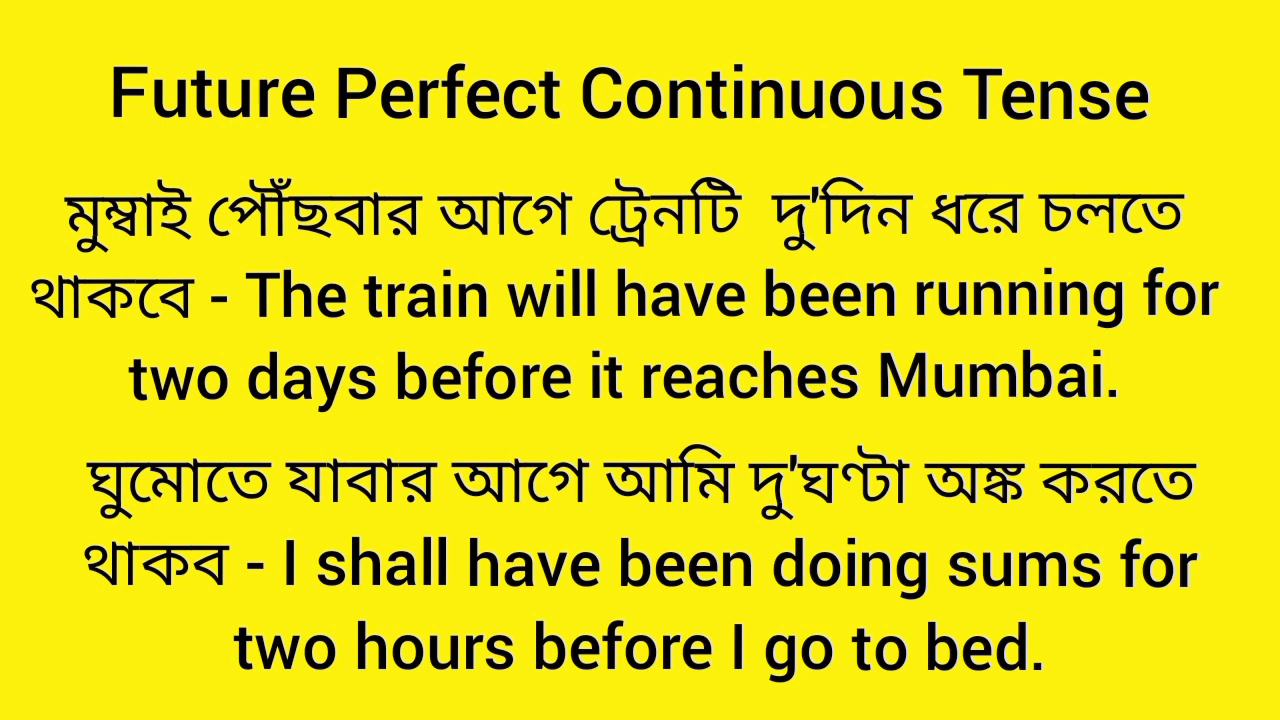 Future Perfect Continuous Tense
মুম্বাই পৌঁছবার আগে ট্রেনটি দু'দিন ধরে চলতে
থাকবে - The train will have been running for
two days before it reaches Mumbai.
ঘুমোতে যাবার আগে আমি দু'ঘণ্টা অঙ্ক করতে
থাকব - I shall have been doing sums for
two hours before I go to bed.